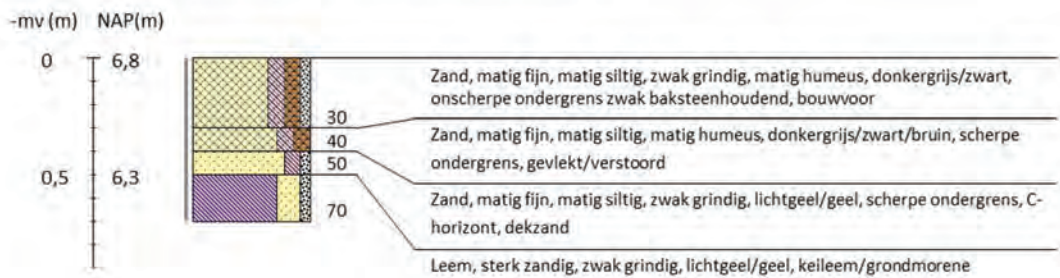 -mv (m) NAP(m)
0 6,8
Zand, matig fijn, matig siltig, zwak grindig, matig humeus, donkergrijs/zwart,
onscherpe ondergrens zwak baksteenhoudend, bouwvoor
30
40
Zand, matig fijn, matig siltig, matig humeus, donkergrijs/zwart/bruin, scherpe
ondergrens, gevlekt/verstoord
50
0,5 6,3
Zand, matig fijn, matig siltig, zwak grindig, lichtgeel/geel, scherpe ondergrens, C-
horizont, dekzand
70
Leem, sterk zandig, zwak grindig, lichtgeel/geel, keileem/grondmorene